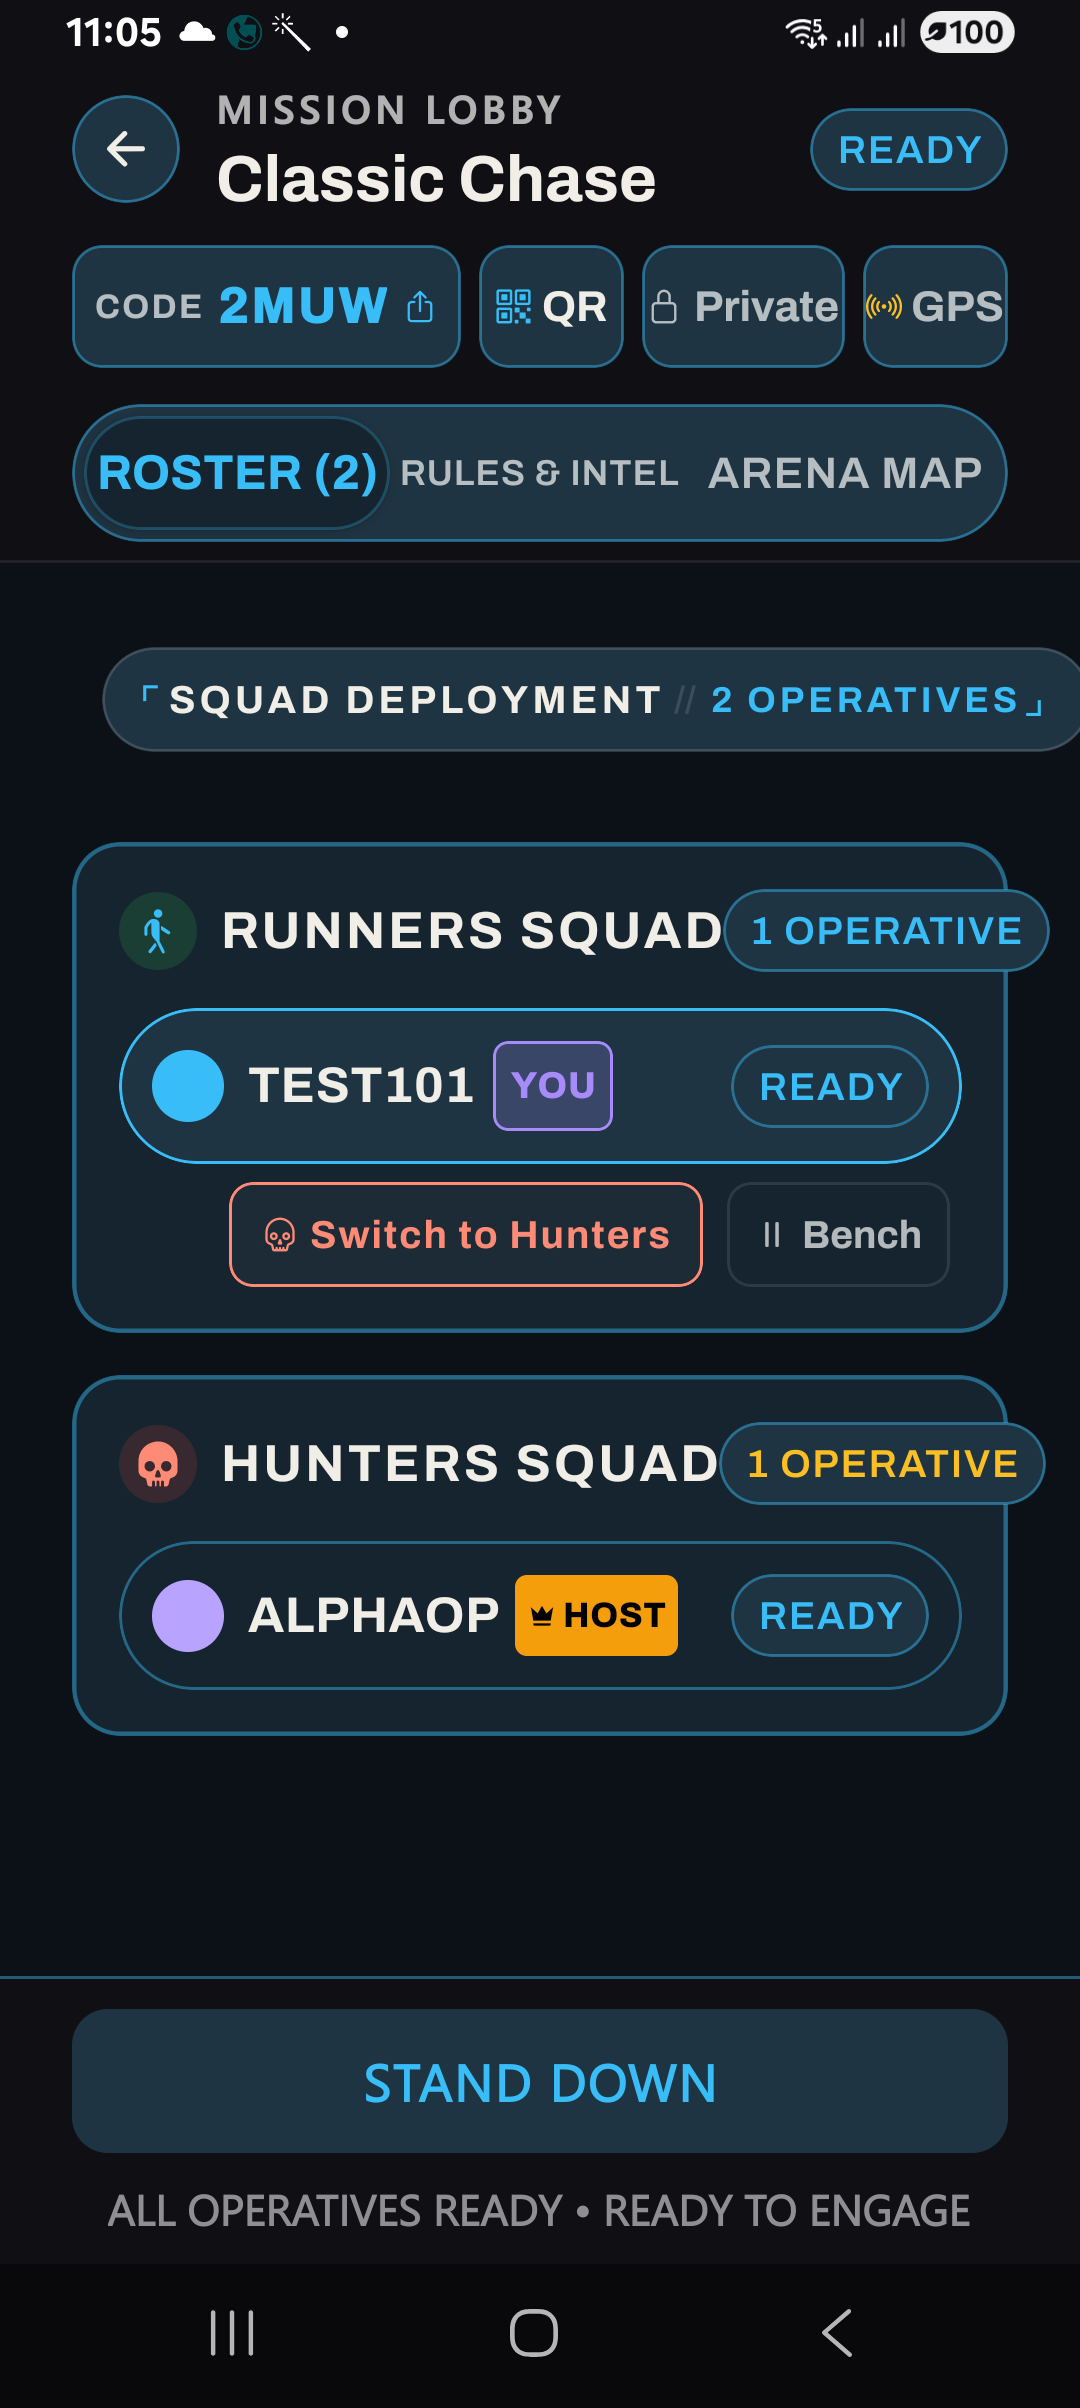 11:05
100
MISSION LOBBY
Classic Chase
READY
CODE 2MUW
QR
Private
GPS
ROSTER (2)
RULES & INTEL
ARENA MAP
「 SQUAD DEPLOYMENT // 2 OPERATIVES 」
RUNNERS SQUAD
1 OPERATIVE
TEST101
YOU
READY
Switch to Hunters
Bench
HUNTERS SQUAD
1 OPERATIVE
ALPHAOP
HOST
READY
STAND DOWN
ALL OPERATIVES READY • READY TO ENGAGE